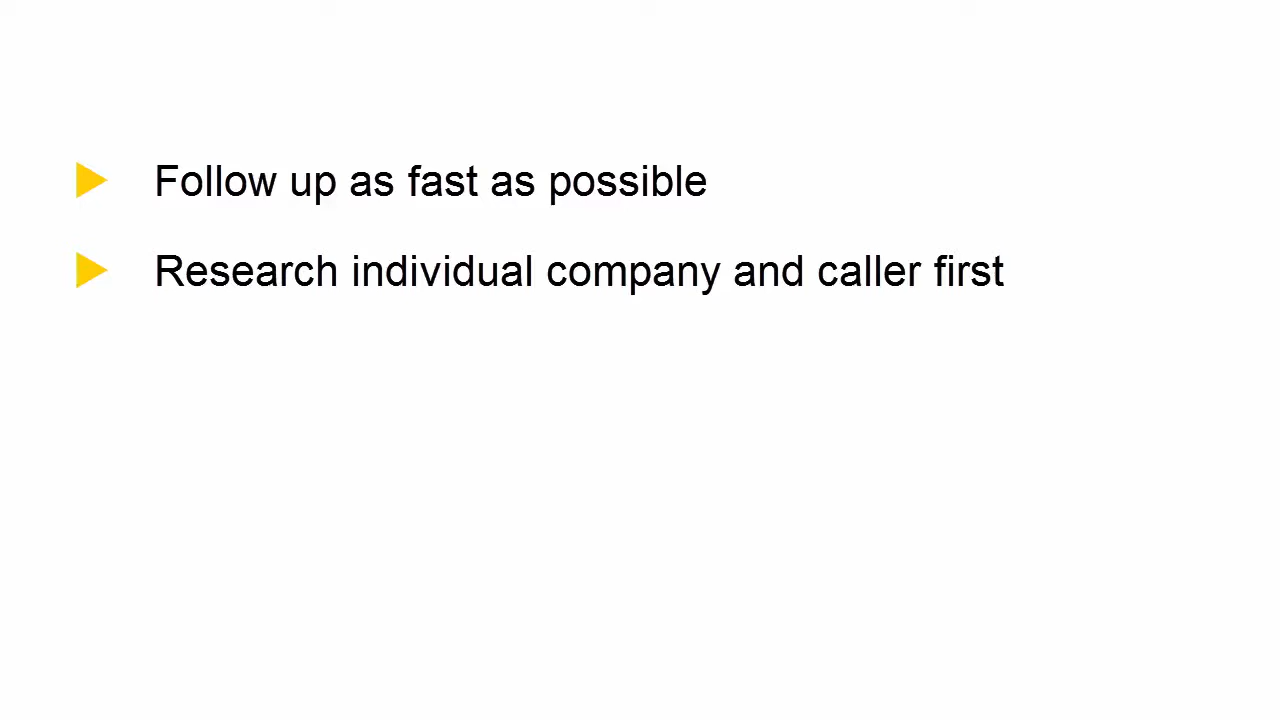 Follow up as fast as possible
Research individual company and caller first